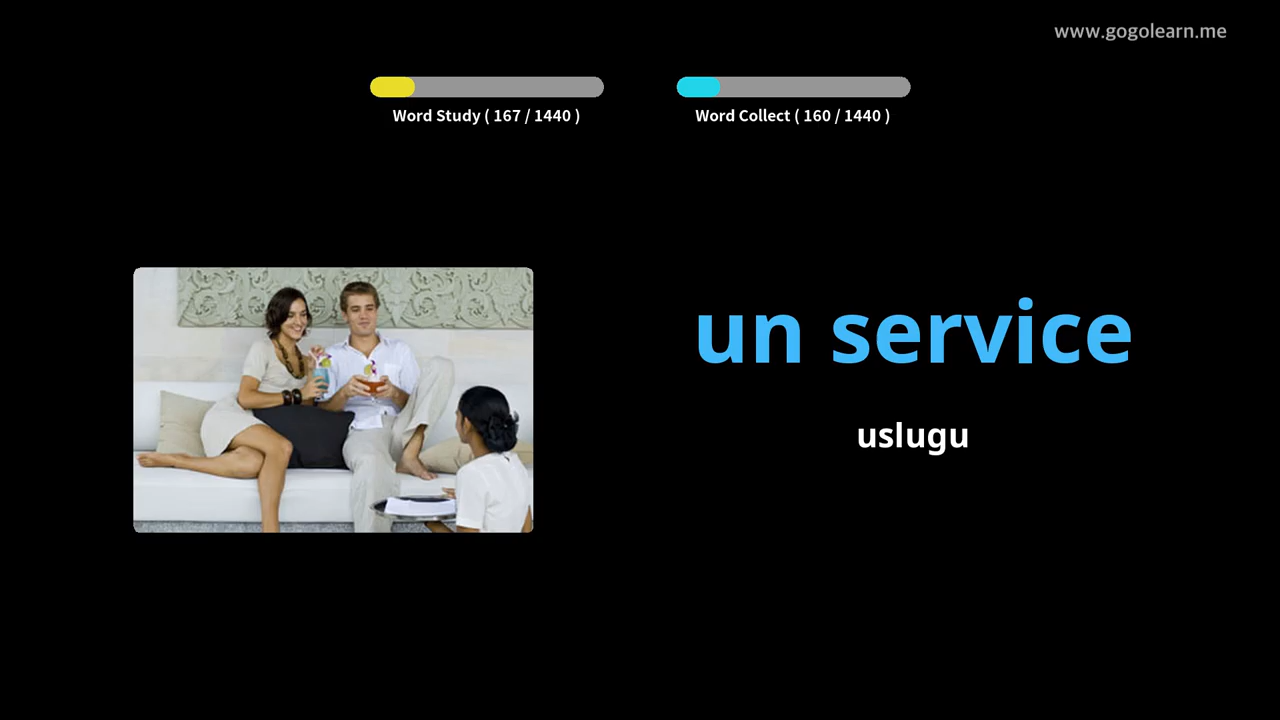 www.gogolearn.me
Word Study ( 167 / 1440 )
Word Collect ( 160 / 1440 )
un service
uslugu